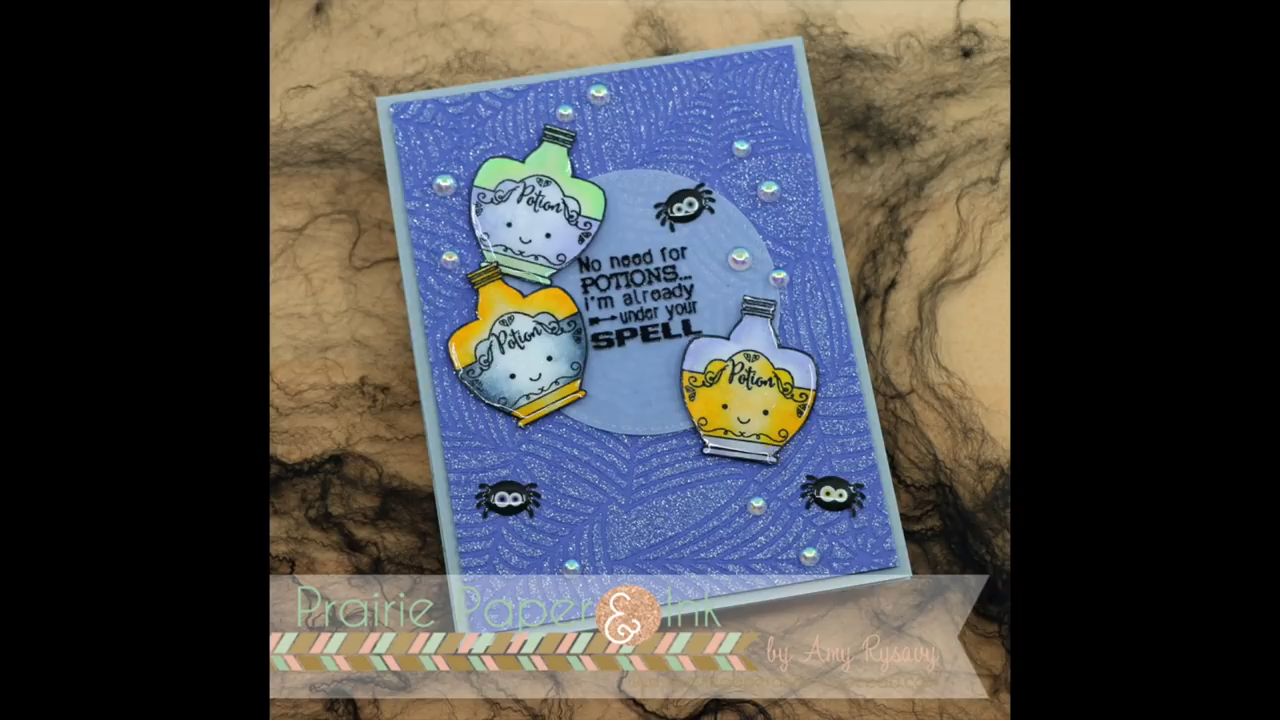 Potion
No need for
POTIONS...
i'm already
under your
SPELL
Potion
Potion
Prairie Paper & Ink
by Amy Rysavy